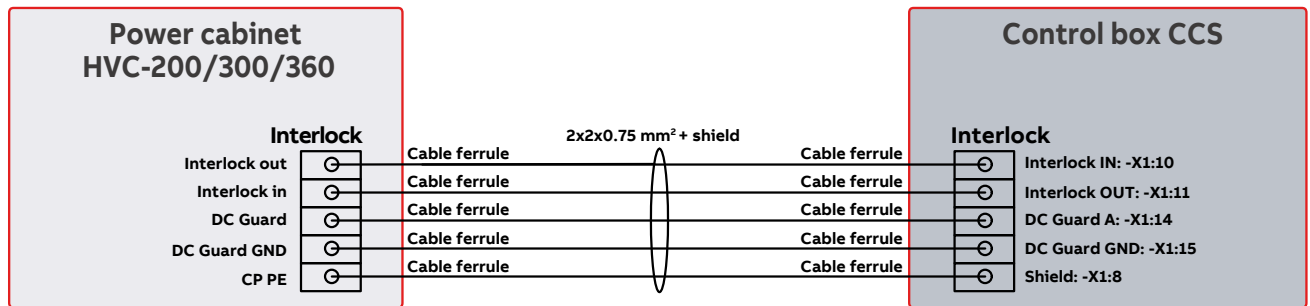 Power cabinet
HVC-200/300/360
Control box CCS
Interlock
2x2x0.75 mm² + shield
Interlock
Interlock out
Cable ferrule
Cable ferrule
Interlock IN: -X1:10
Interlock in
Cable ferrule
Cable ferrule
Interlock OUT: -X1:11
DC Guard
Cable ferrule
Cable ferrule
DC Guard A: -X1:14
DC Guard GND
Cable ferrule
Cable ferrule
DC Guard GND: -X1:15
CP PE
Cable ferrule
Cable ferrule
Shield: -X1:8